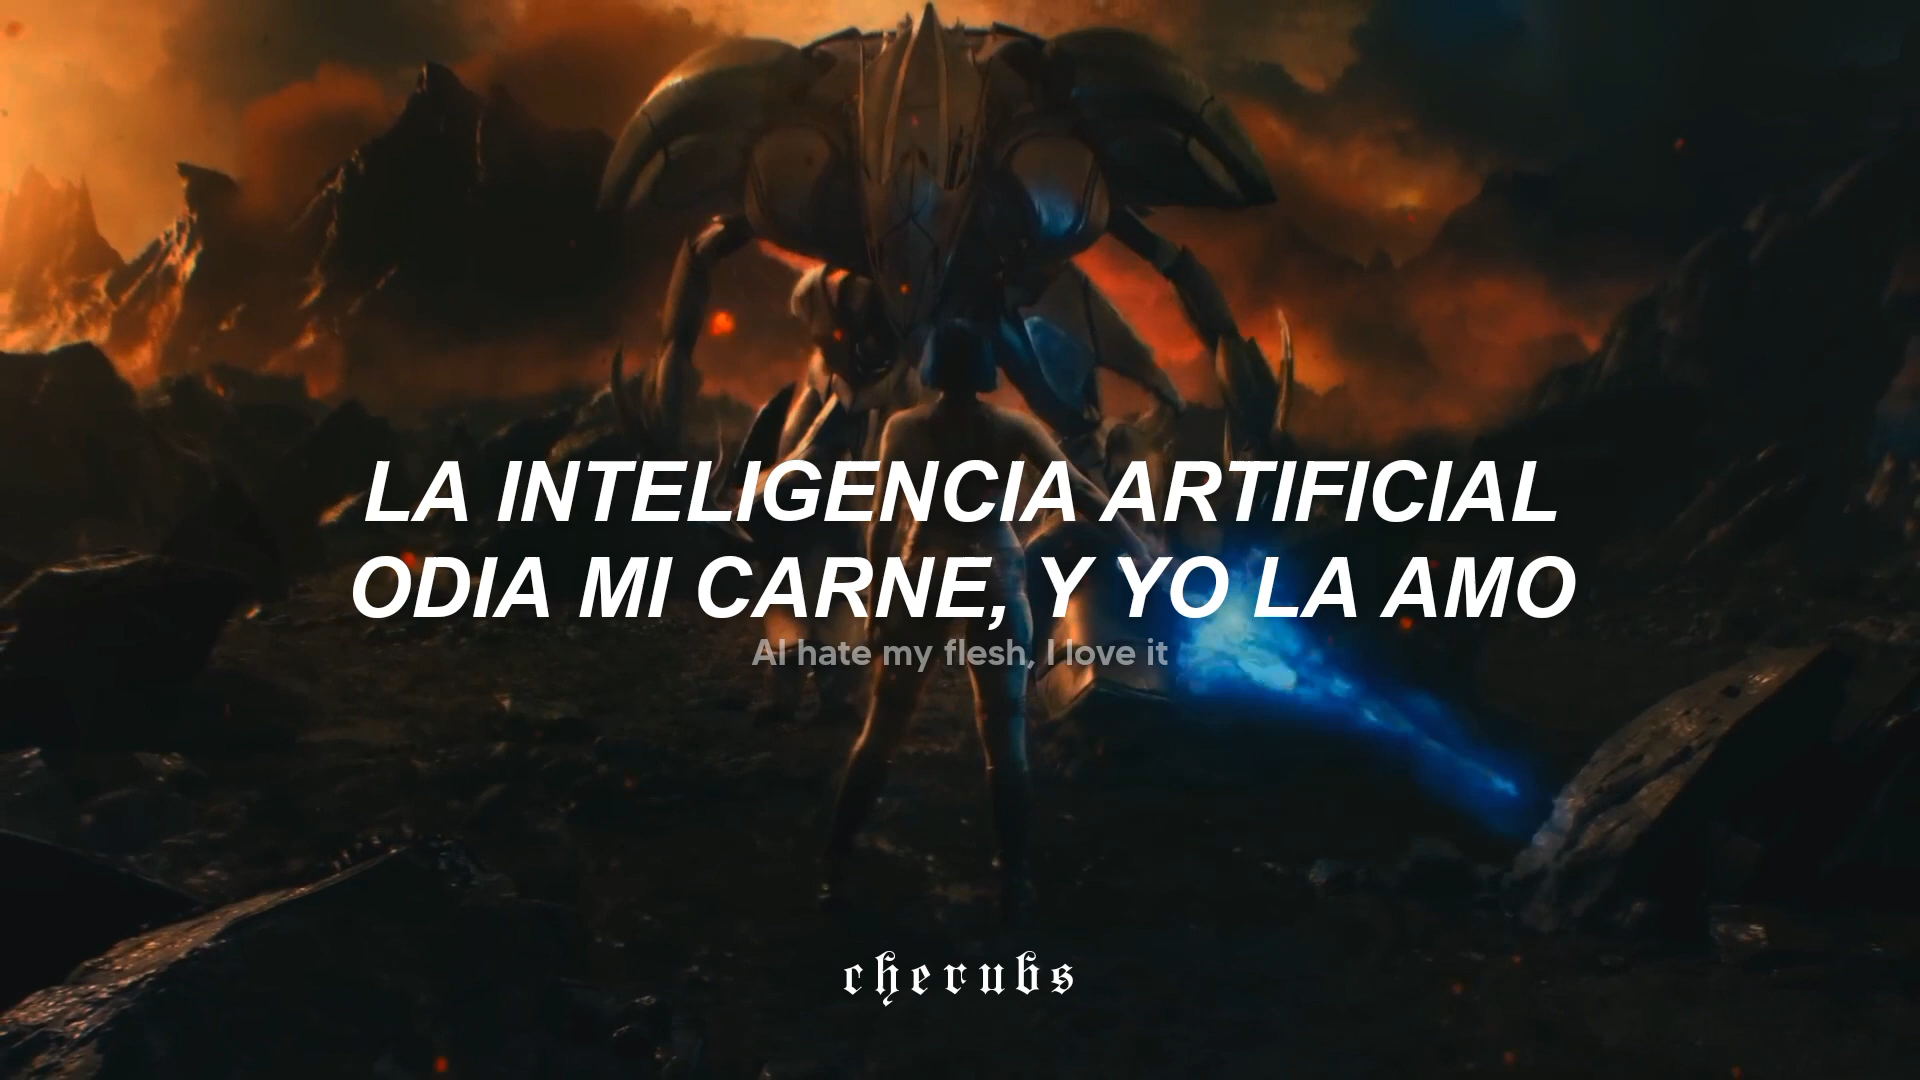 LA INTELIGENCIA ARTIFICIAL
ODIA MI CARNE, Y YO LA AMO
AI hate my flesh, I love it
cherubs